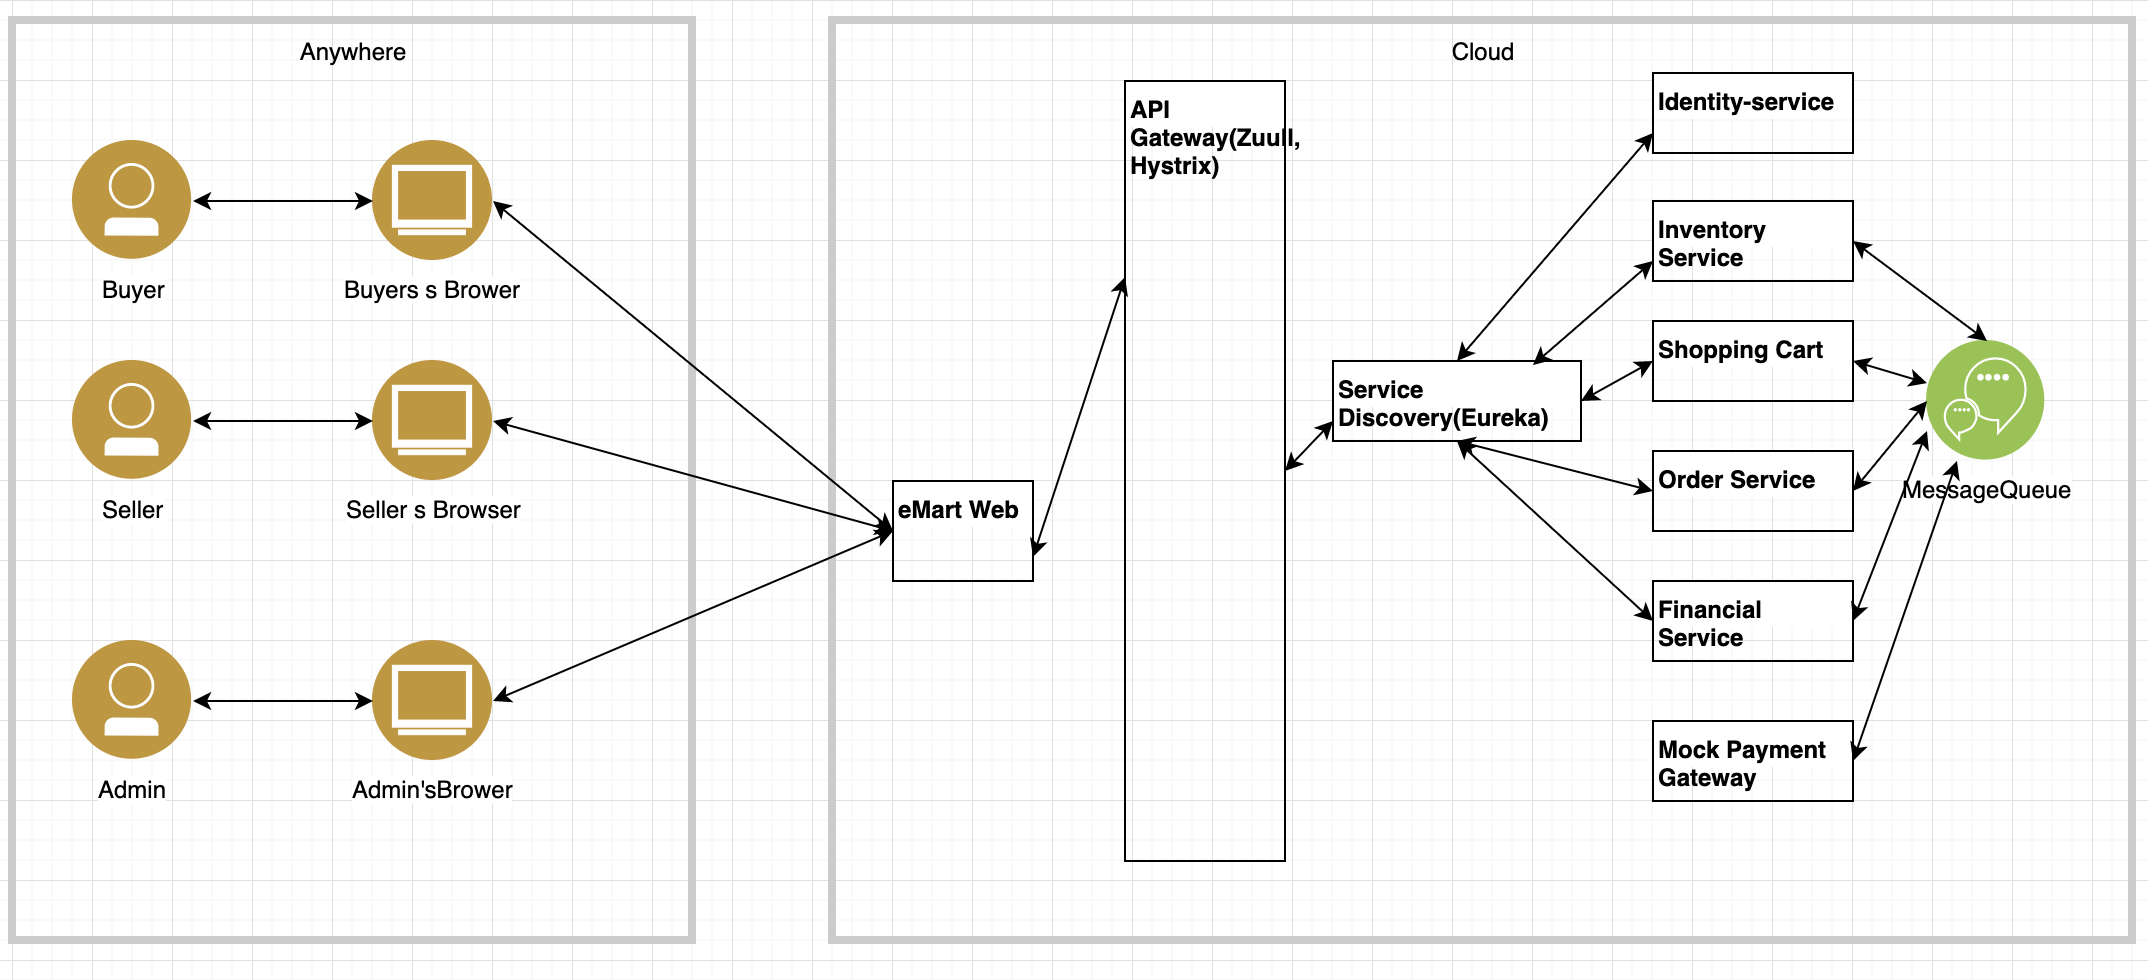 Anywhere
Buyer
Buyers s Brower
Seller
Seller s Browser
Admin
Admin'sBrower
Cloud
eMart Web
API
Gateway(Zuull,
Hystrix)
Service
Discovery(Eureka)
Identity-service
Inventory
Service
Shopping Cart
Order Service
Financial
Service
Mock Payment
Gateway
MessageQueue